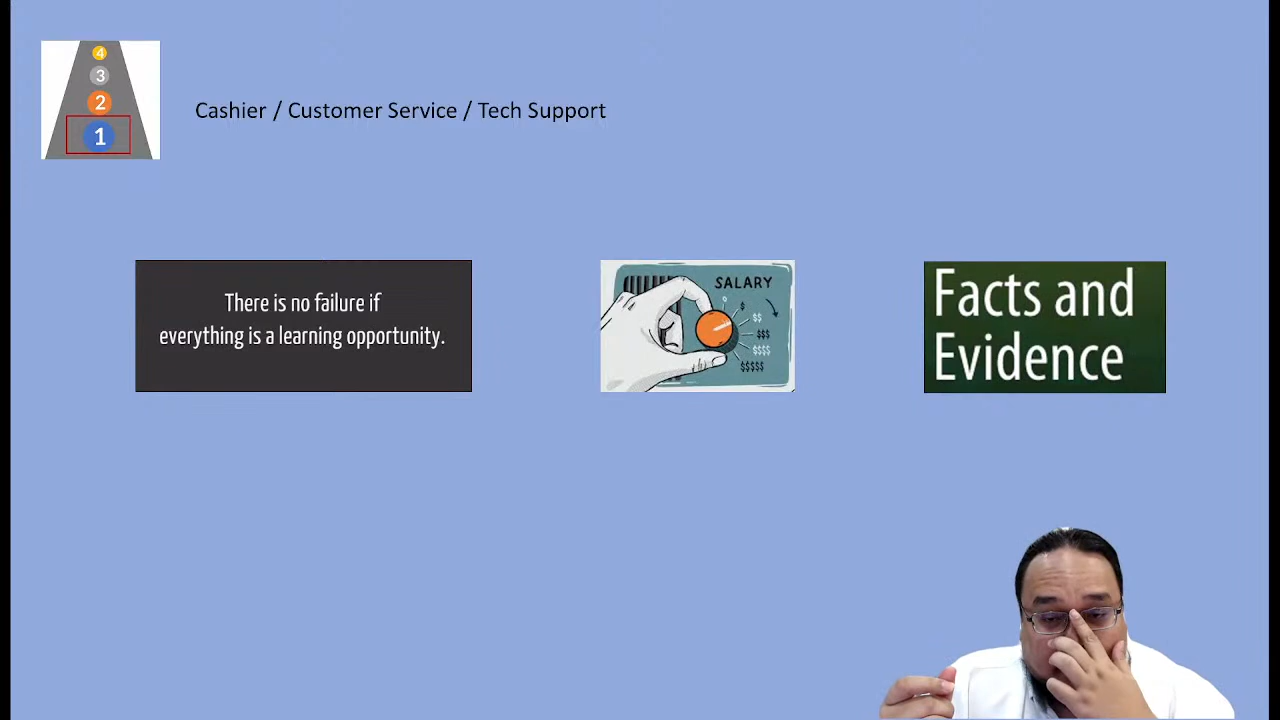 4
3
2
1
Cashier / Customer Service / Tech Support
There is no failure if
everything is a learning opportunity.
SALARY
0
$
$$
$$$
$$$$
$$$$$
Facts and
Evidence